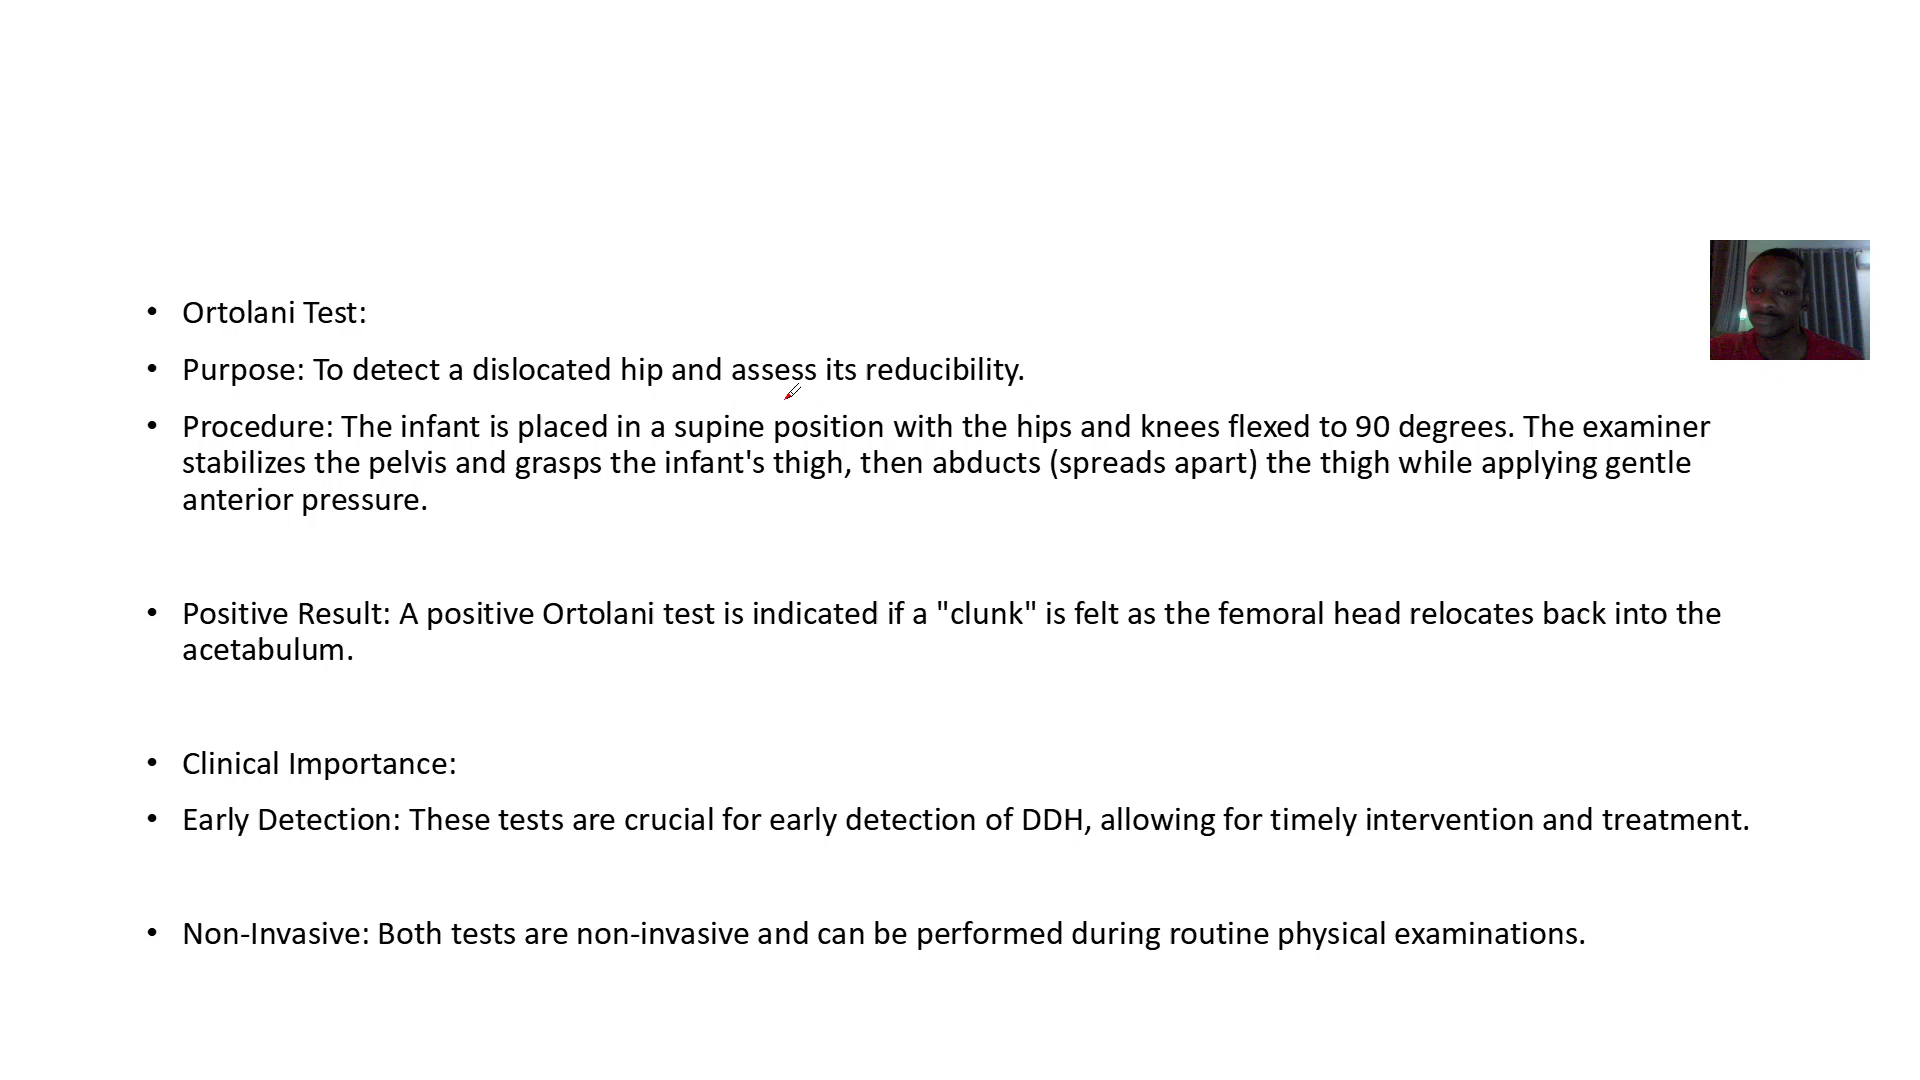 • Ortolani Test:
• Purpose: To detect a dislocated hip and assess its reducibility.
• Procedure: The infant is placed in a supine position with the hips and knees flexed to 90 degrees. The examiner
stabilizes the pelvis and grasps the infant's thigh, then abducts (spreads apart) the thigh while applying gentle
anterior pressure.
• Positive Result: A positive Ortolani test is indicated if a "clunk" is felt as the femoral head relocates back into the
acetabulum.
• Clinical Importance:
• Early Detection: These tests are crucial for early detection of DDH, allowing for timely intervention and treatment.
• Non-Invasive: Both tests are non-invasive and can be performed during routine physical examinations.